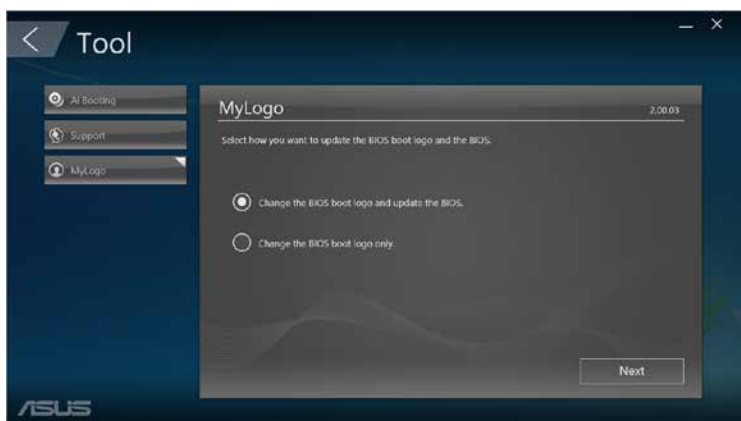 Tool
Ai Booting
Support
MyLogo
MyLogo
2.00.03
Select how you want to update the BIOS boot logo and the BIOS.
Change the BIOS boot logo and update the BIOS.
Change the BIOS boot logo only.
Next
ASUS